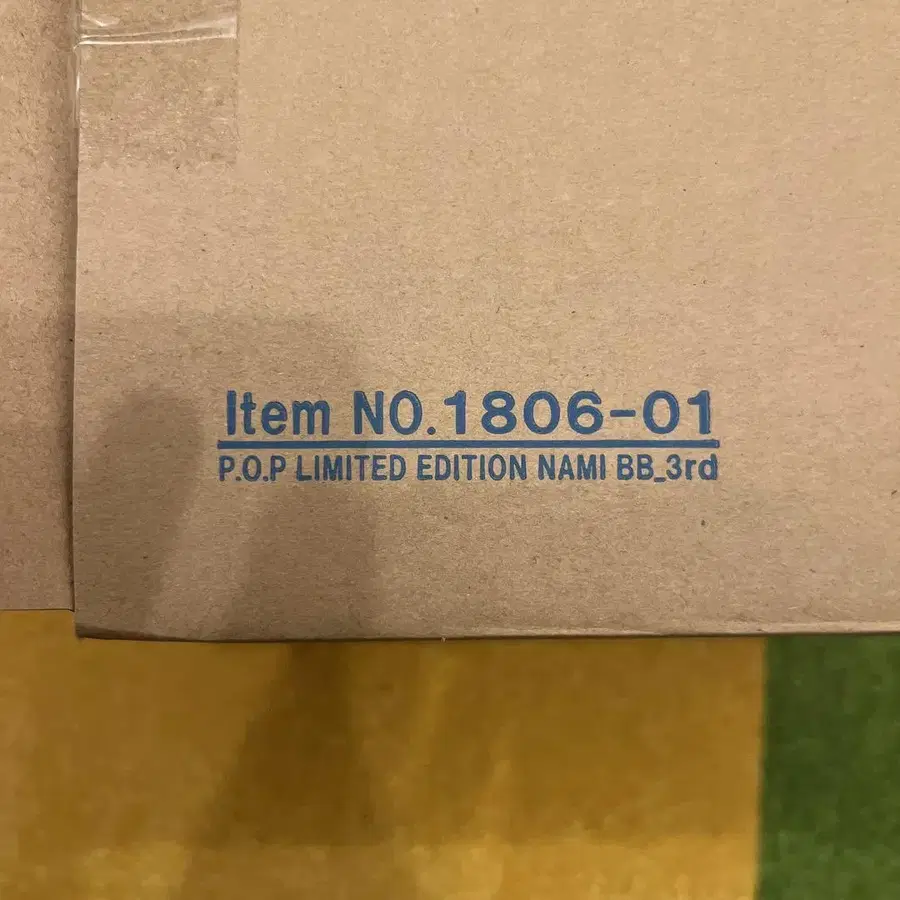 Item NO.1806-01
P.O.P LIMITED EDITION NAMI BB_3rd